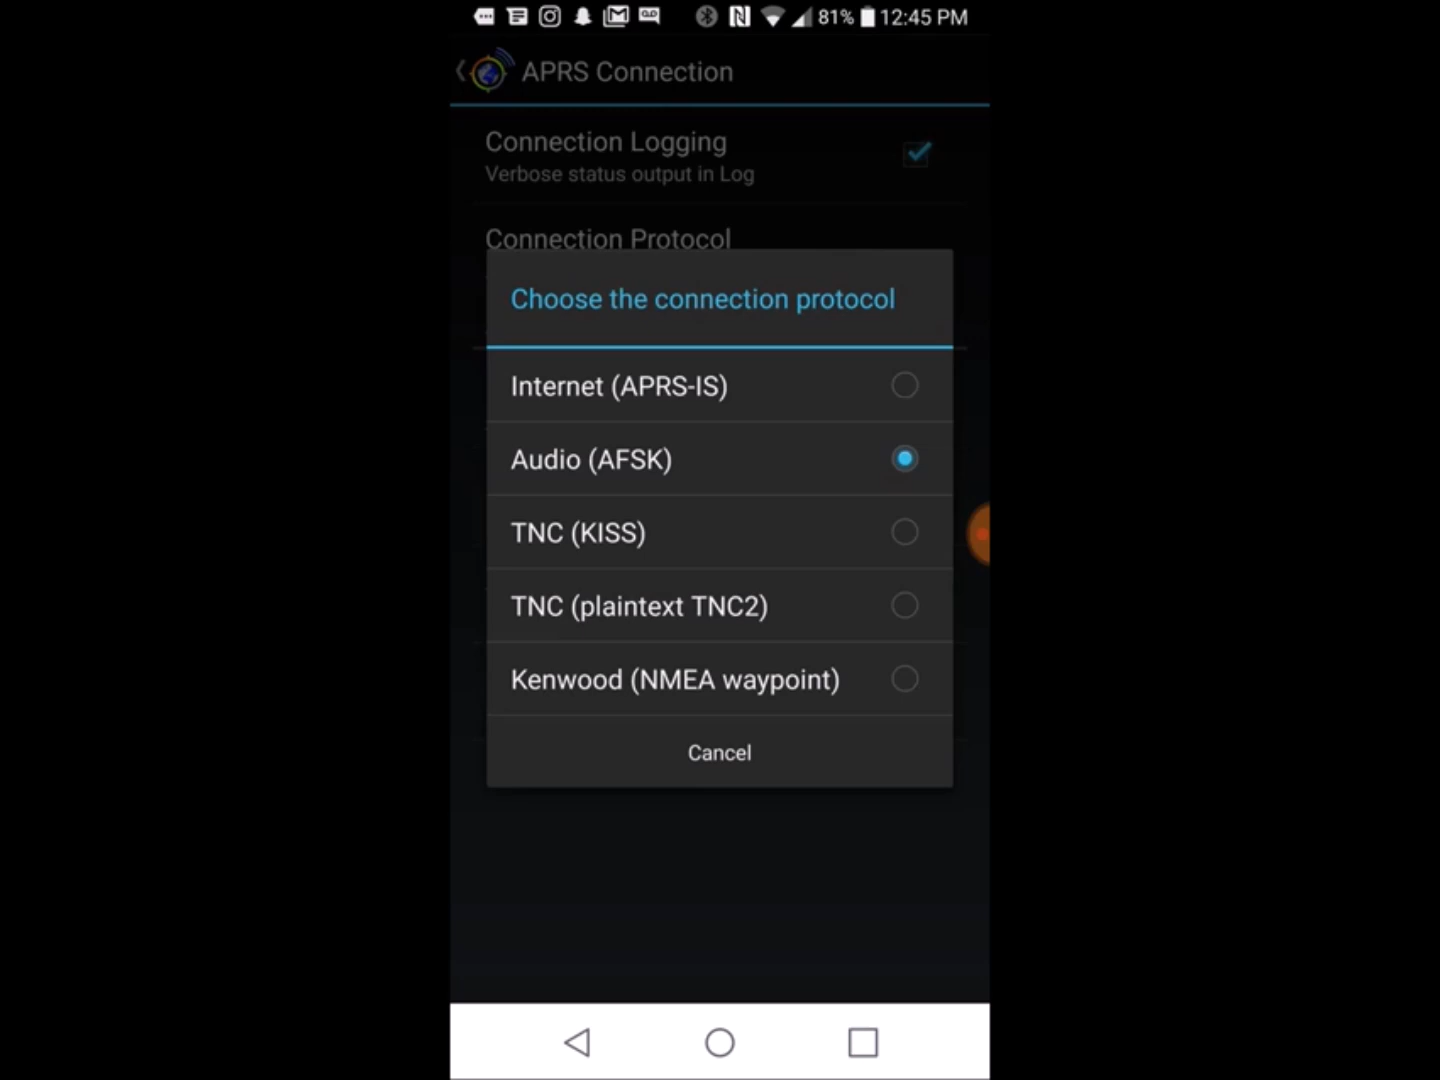 81% 12:45 PM
APRS Connection
Connection Logging
Verbose status output in Log
Connection Protocol
Choose the connection protocol
Internet (APRS-IS)
Audio (AFSK)
TNC (KISS)
TNC (plaintext TNC2)
Kenwood (NMEA waypoint)
Cancel